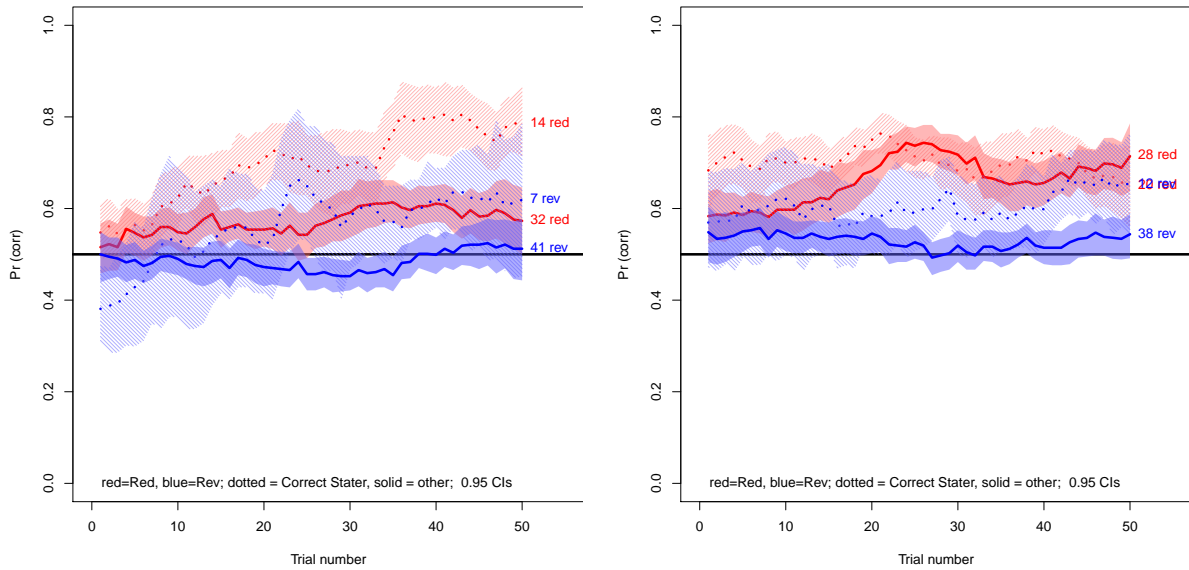 1.0
0.8
0.6
0.4
0.2
0.0
Pr (corr)
14 red
7 rev
32 red
41 rev
red=Red, blue=Rev; dotted = Correct Stater, solid = other;  0.95 CIs
0 10 20 30 40 50
Trial number
1.0
0.8
0.6
0.4
0.2
0.0
Pr (corr)
28 red
38 rev
red=Red, blue=Rev; dotted = Correct Stater, solid = other;  0.95 CIs
0 10 20 30 40 50
Trial number